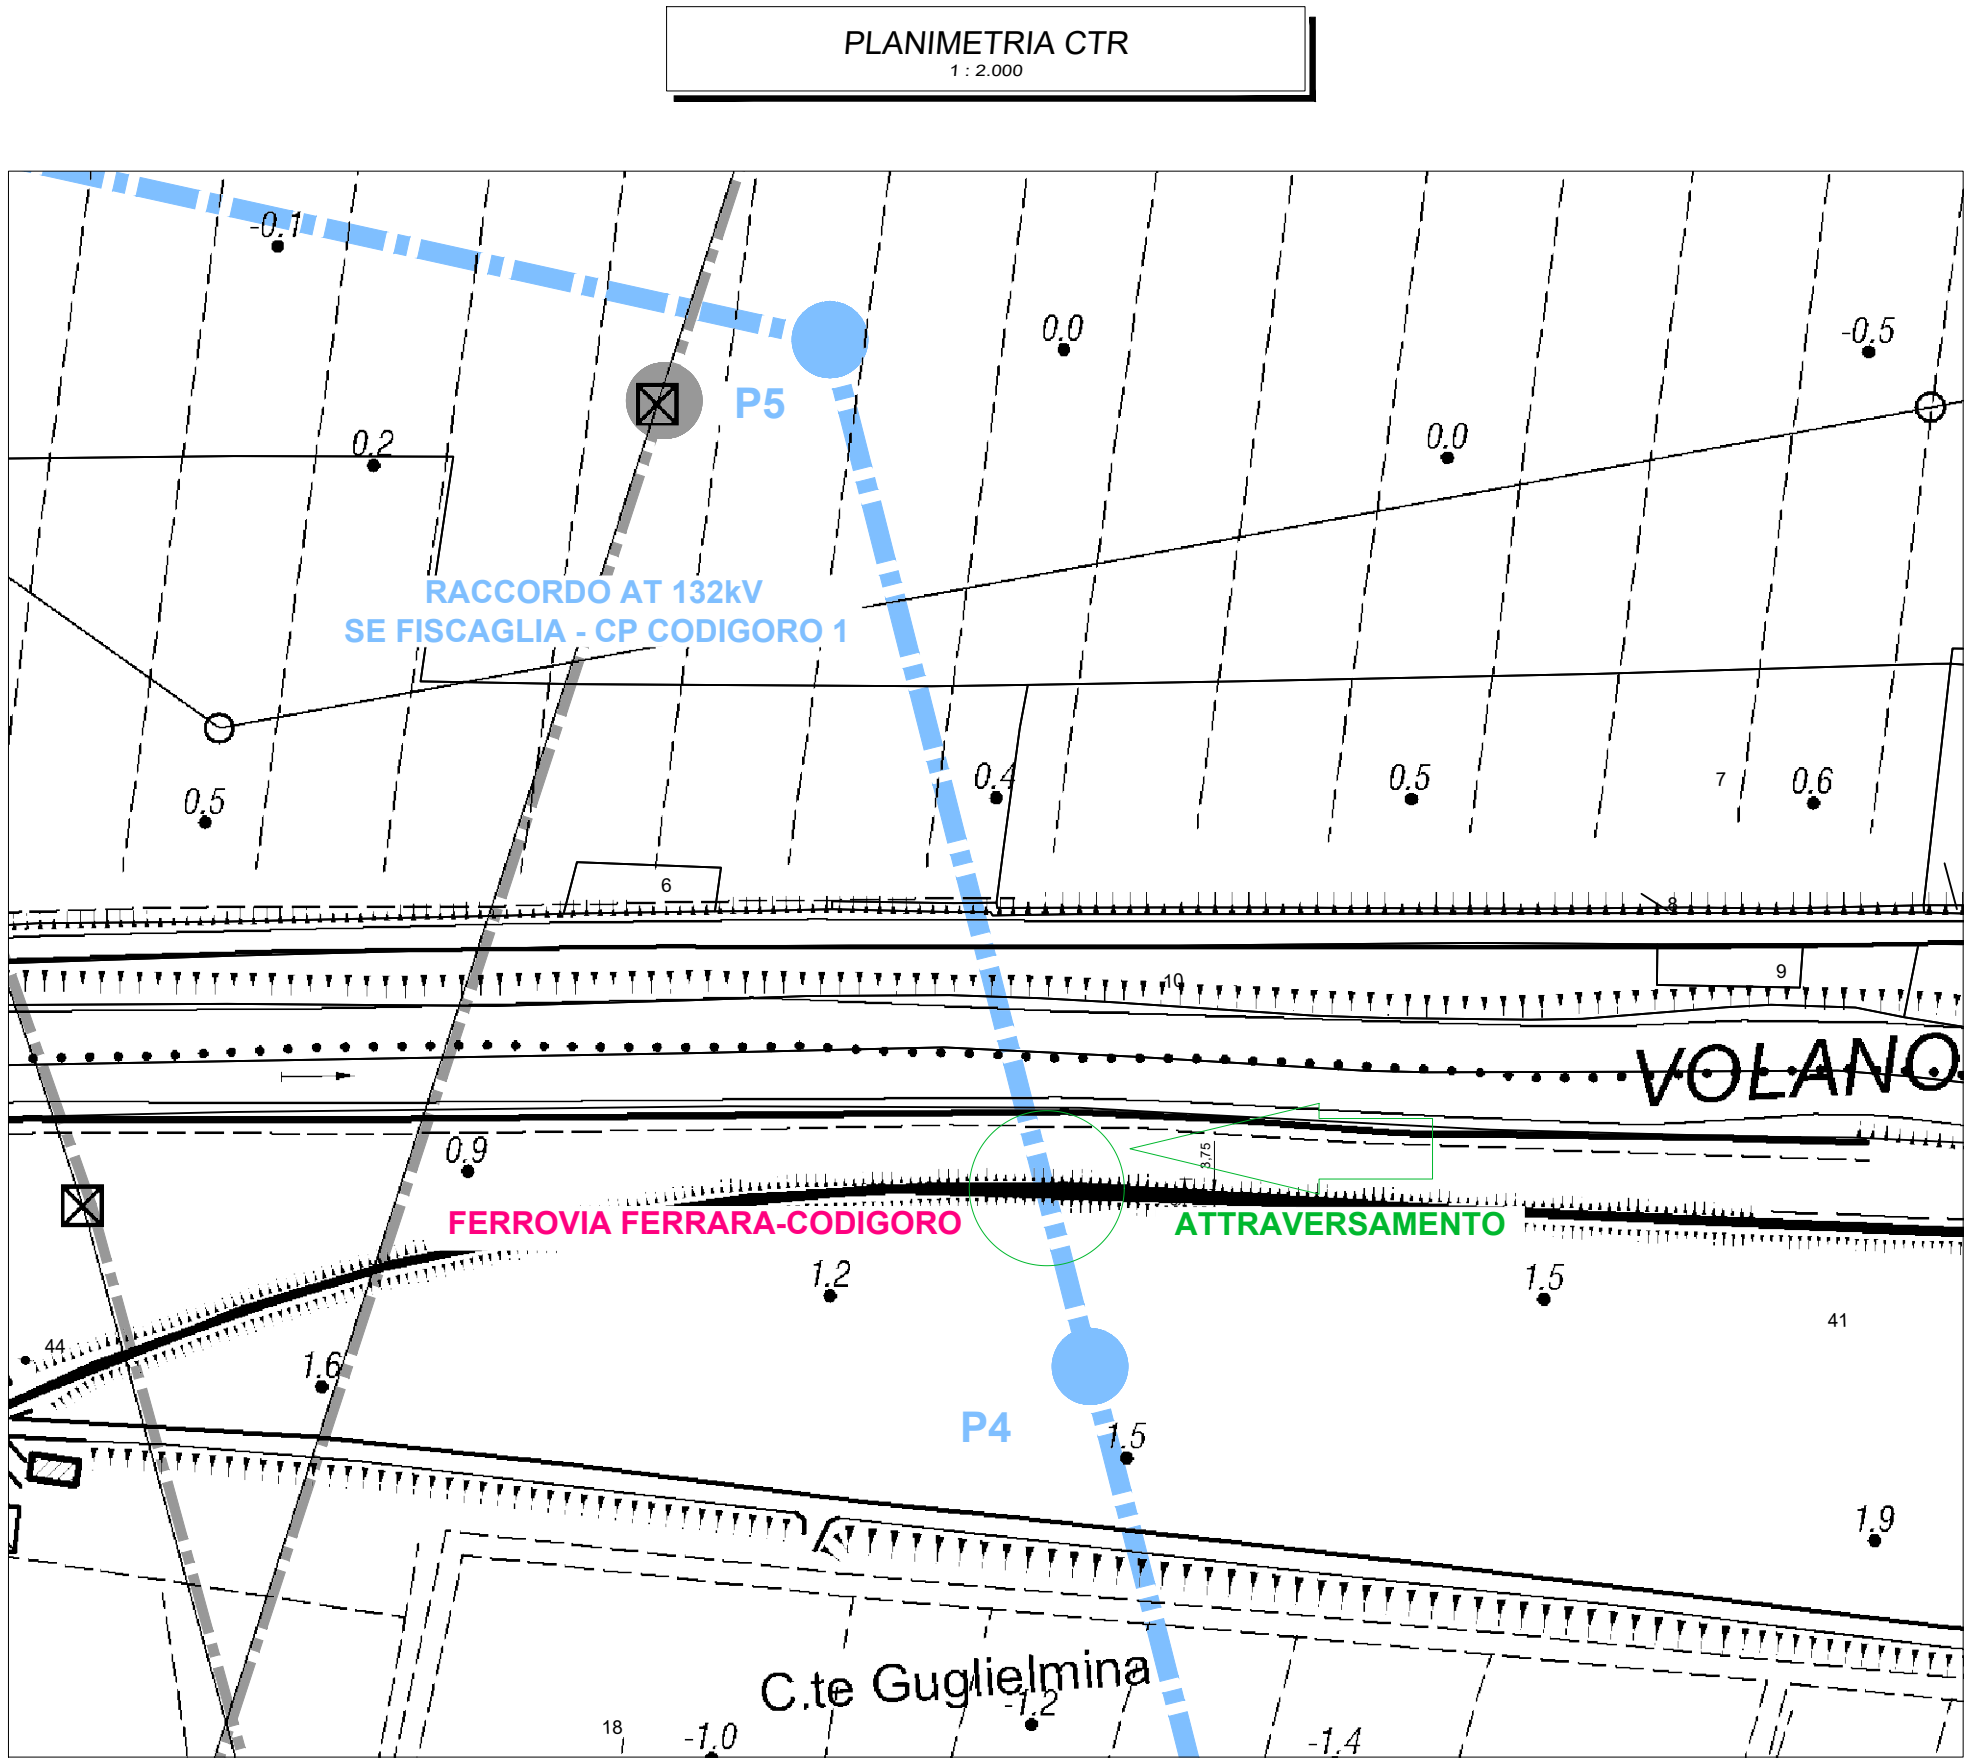 PLANIMETRIA CTR
1 : 2.000
-0.1
0.0
-0.5
P5
0.2
0.0
RACCORDO AT 132kV
SE FISCAGLIA - CP CODIGORO 1
0.5
0.4
0.5
7
0.6
6
8
10
9
VOLANO
0.9
3,75
FERROVIA FERRARA-CODIGORO
ATTRAVERSAMENTO
1.2
1.5
44
41
1.6
P4
1.5
1.9
C.te Guglielmina
-1.2
18
-1.0
-1.4